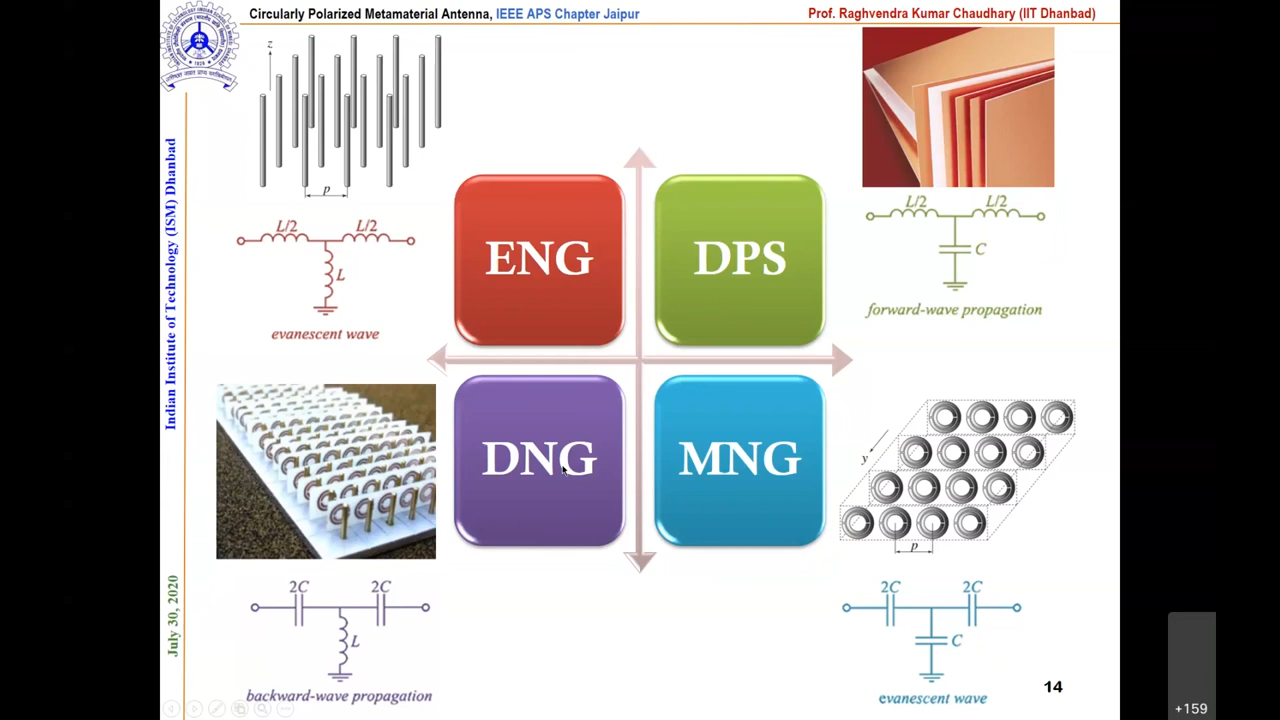 Circularly Polarized Metamaterial Antenna, IEEE APS Chapter Jaipur
Prof. Raghvendra Kumar Chaudhary (IIT Dhanbad)
Indian Institute of Technology (ISM) Dhanbad
July 30, 2020
z
p
L/2 L/2
L
evanescent wave
ENG
DPS
L/2 L/2
C
forward-wave propagation
DNG
MNG
y
p
2C 2C
L
backward-wave propagation
2C 2C
C
evanescent wave
14
+159